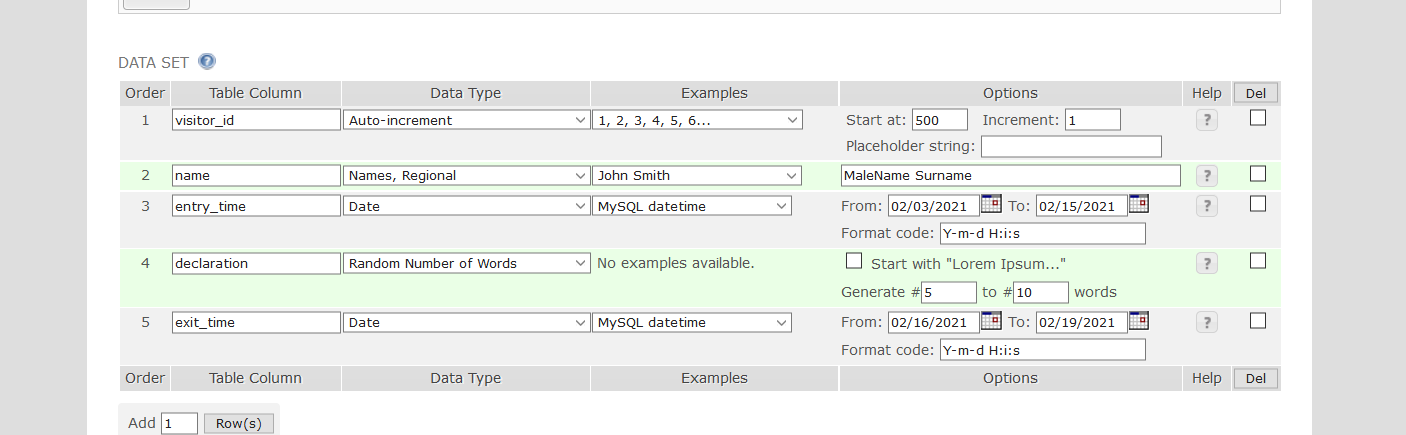 DATA SET ?
Order Table Column Data Type Examples Options Help Del
1 visitor_id Auto-increment 1, 2, 3, 4, 5, 6... Start at: 500 Increment: 1 ?
Placeholder string:
2 name Names, Regional John Smith MaleName Surname ?
3 entry_time Date MySQL datetime From: 02/03/2021 To: 02/15/2021 ?
Format code: Y-m-d H:i:s
4 declaration Random Number of Words No examples available. Start with "Lorem Ipsum..." ?
Generate #5 to #10 words
5 exit_time Date MySQL datetime From: 02/16/2021 To: 02/19/2021 ?
Format code: Y-m-d H:i:s
Order Table Column Data Type Examples Options Help Del
Add 1 Row(s)